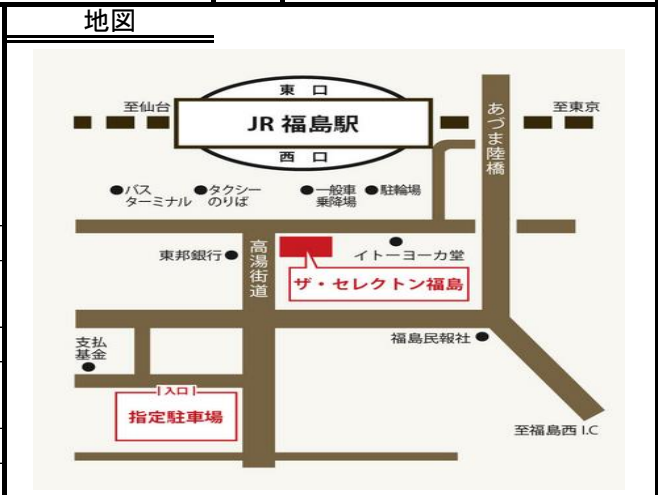 地図
東口
至仙台
JR 福島駅
至東京
西口
あづま陸橋
●バス
ターミナル
●タクシー
のりば
●一般車
乗降場
●駐輪場
東邦銀行●
高湯街道
イトーヨーカ堂
ザ・セレクトン福島
支払
基金
福島民報社●
入口
指定駐車場
至福島西 I.C